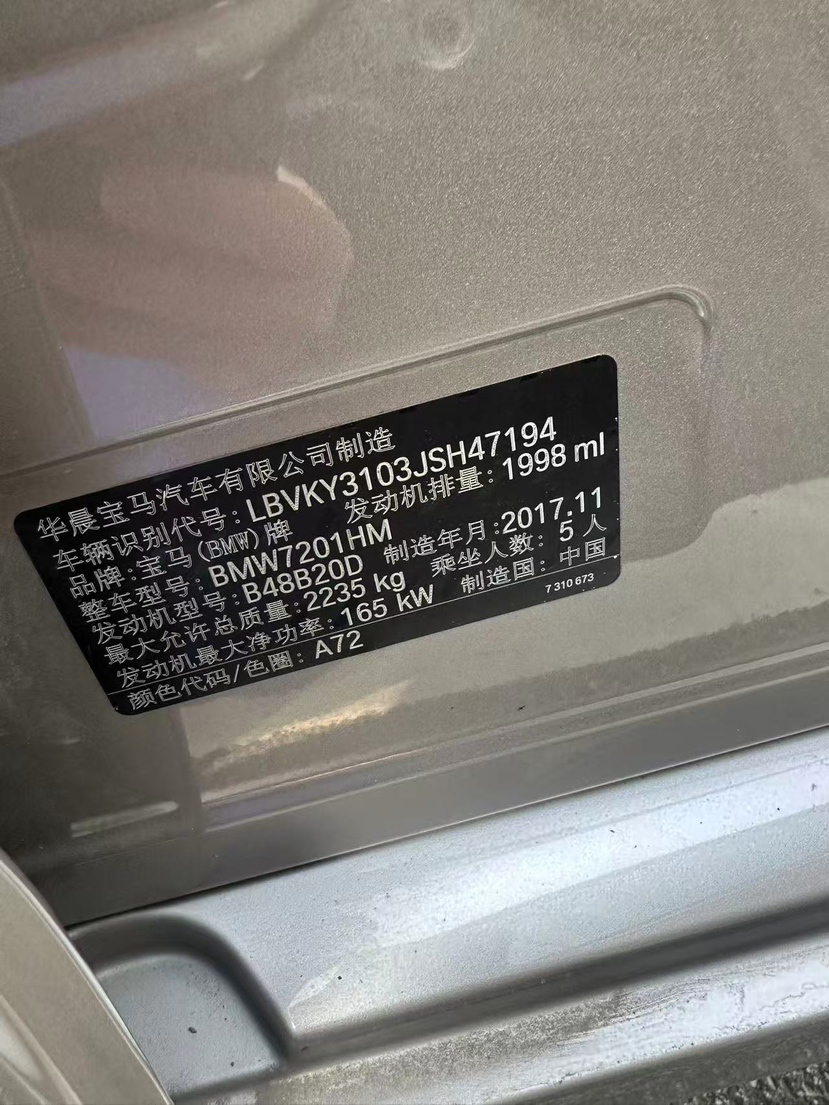 华晨宝马汽车有限公司制造
车辆识别代号: LBVKY3103JSH47194
品牌: 宝马(BMW)牌 发动机排量: 1998 ml
整车型号: BMW7201HM
发动机型号: B48B20D 制造年月: 2017.11
最大允许总质量: 2235 kg 乘坐人数: 5 人
发动机最大净功率: 165 kW 制造国: 中国
颜色代码/色圈: A72
7 310 673